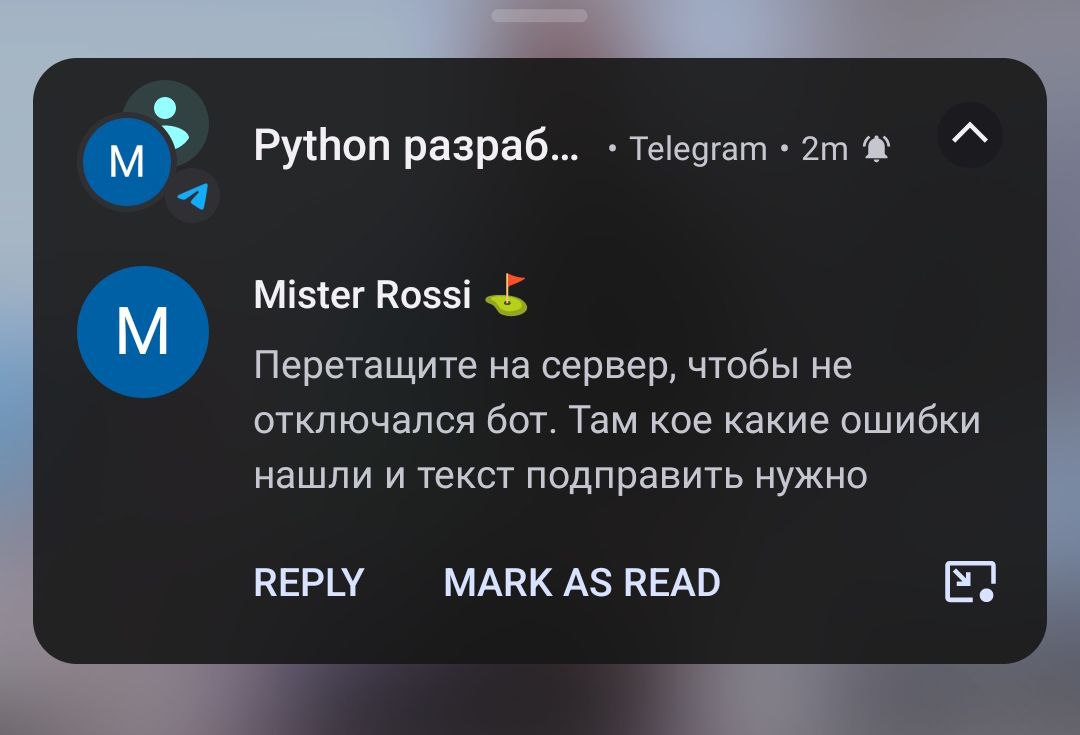 M
Python разраб... • Telegram • 2m
M
Mister Rossi
Перетащите на сервер, чтобы не
отключался бот. Там кое какие ошибки
нашли и текст подправить нужно
REPLY MARK AS READ